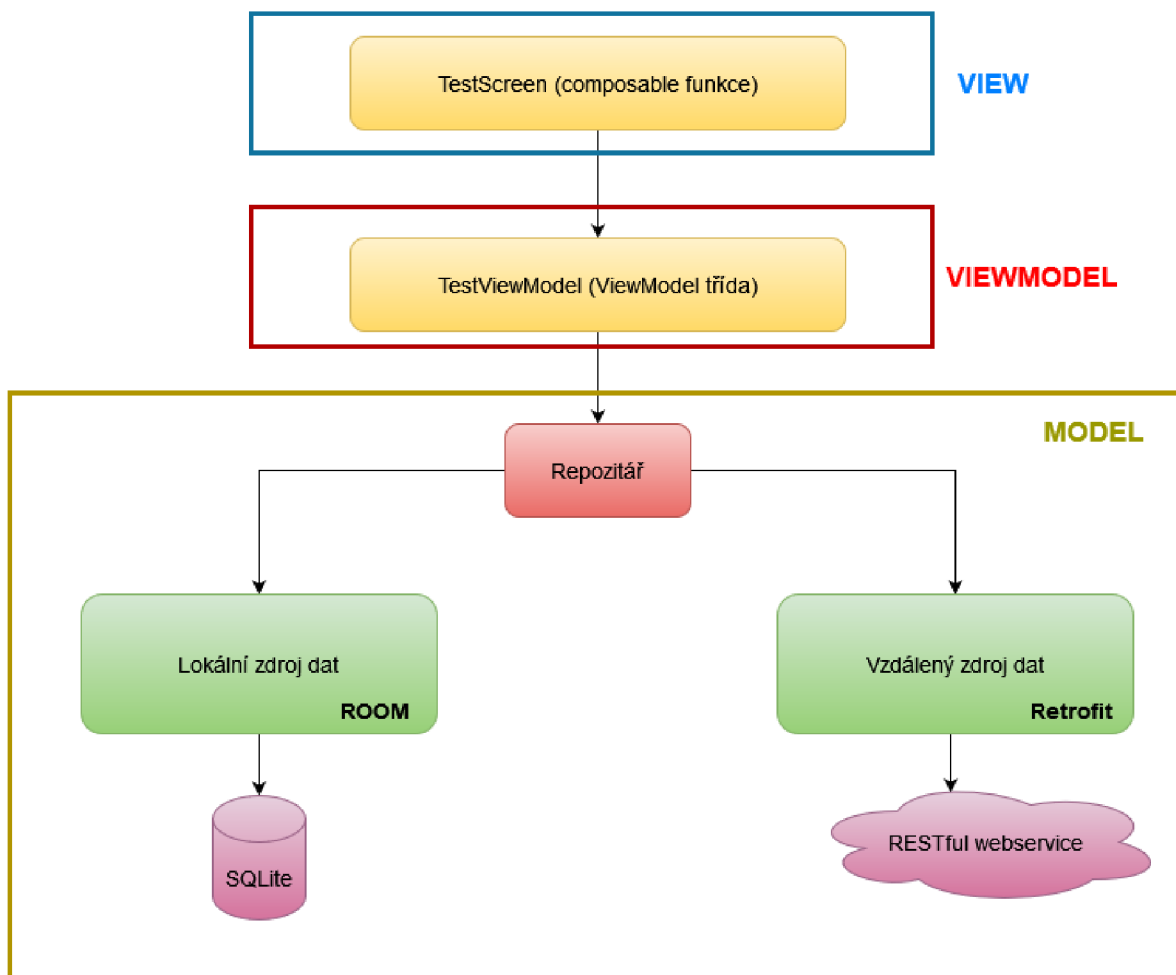 TestScreen (composable funkce)
VIEW
TestViewModel (ViewModel třída)
VIEWMODEL
MODEL
Repozitář
Lokální zdroj dat
ROOM
Vzdálený zdroj dat
Retrofit
SQLite
RESTful webservice